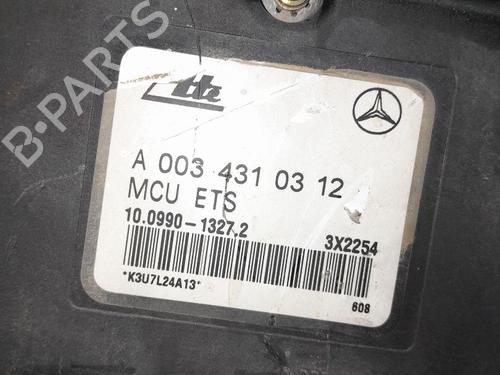 B-PARTS
ate
A 003 431 03 12
MCU ETS
10.0990-1327.2
3X2254
*K3U7L24A13*
608